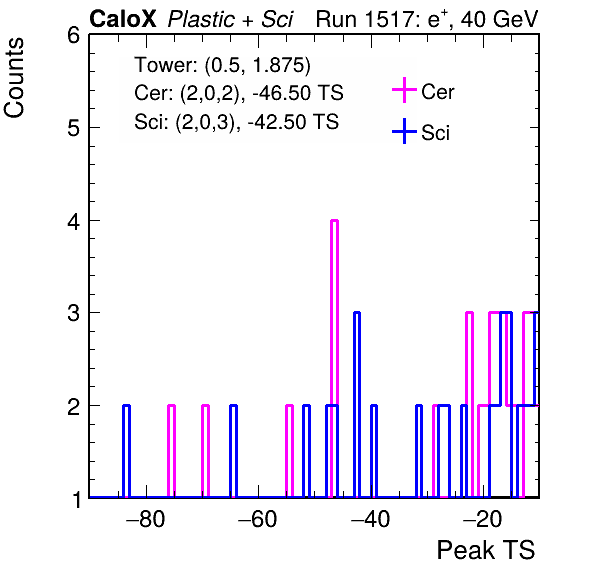 CaloX Plastic + Sci Run 1517: e⁺, 40 GeV
Counts
6
Tower: (0.5, 1.875)
Cer: (2,0,2), -46.50 TS
Sci: (2,0,3), -42.50 TS
Cer
Sci
5
4
3
2
1
−80 −60 −40 −20
Peak TS